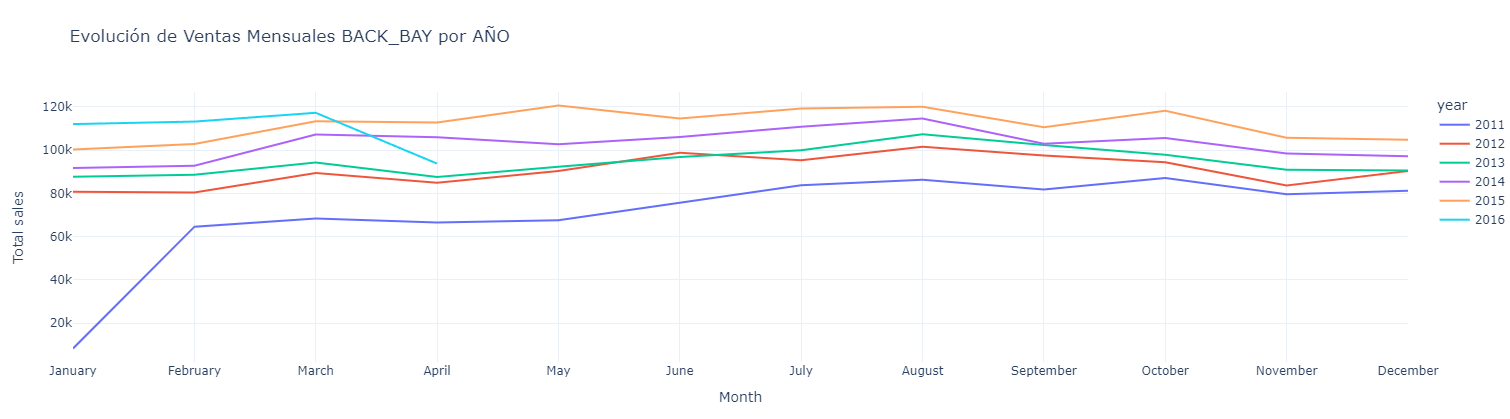 Evolución de Ventas Mensuales BACK_BAY por AÑO
Total sales
120k
100k
80k
60k
40k
20k
January February March April May June July August September October November December
Month
year
2011
2012
2013
2014
2015
2016